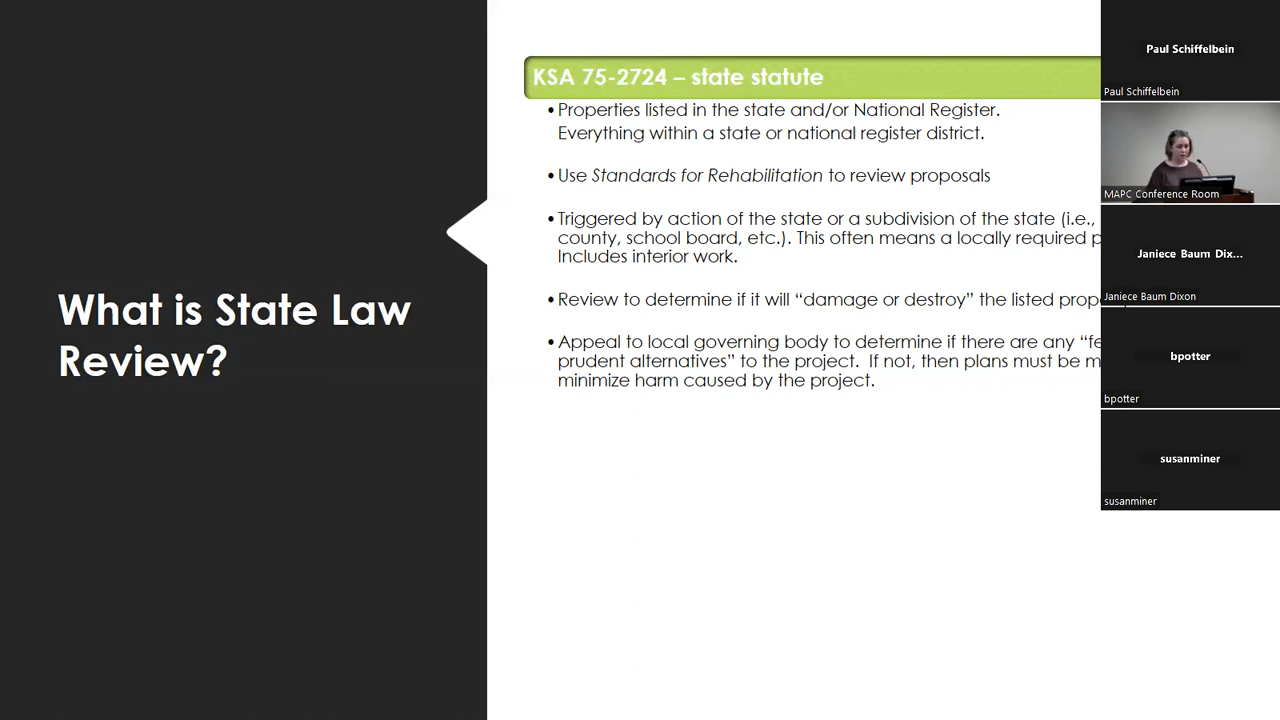 What is State Law
Review?
KSA 75-2724 – state statute
• Properties listed in the state and/or National Register.
Everything within a state or national register district.
• Use Standards for Rehabilitation to review proposals
• Triggered by action of the state or a subdivision of the state (i.e.,
county, school board, etc.). This often means a locally required
Includes interior work.
• Review to determine if it will “damage or destroy” the listed
• Appeal to local governing body to determine if there are any
prudent alternatives” to the project.  If not, then plans must be
minimize harm caused by the project.
Paul Schiffelbein
Paul Schiffelbein
MAPC Conference Room
Janiece Baum Dix...
Janiece Baum Dixon
bpotter
bpotter
susanminer
susanminer